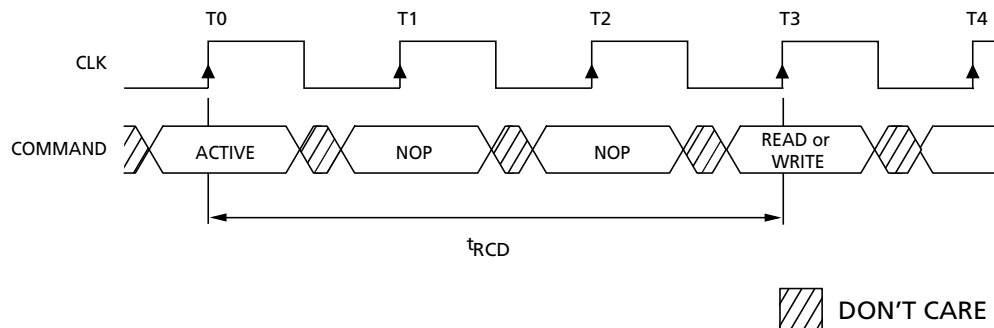 T0 T1 T2 T3 T4
CLK
COMMAND ACTIVE NOP NOP READ or
WRITE
tRCD
DON'T CARE